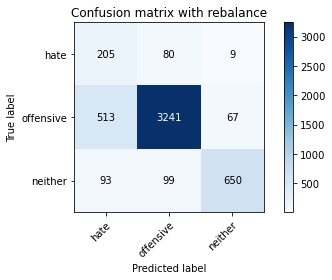 Confusion matrix with rebalance
True label
hate
offensive
neither
205 80 9
513 3241 67
93 99 650
hate
offensive
neither
Predicted label
3000
2500
2000
1500
1000
500